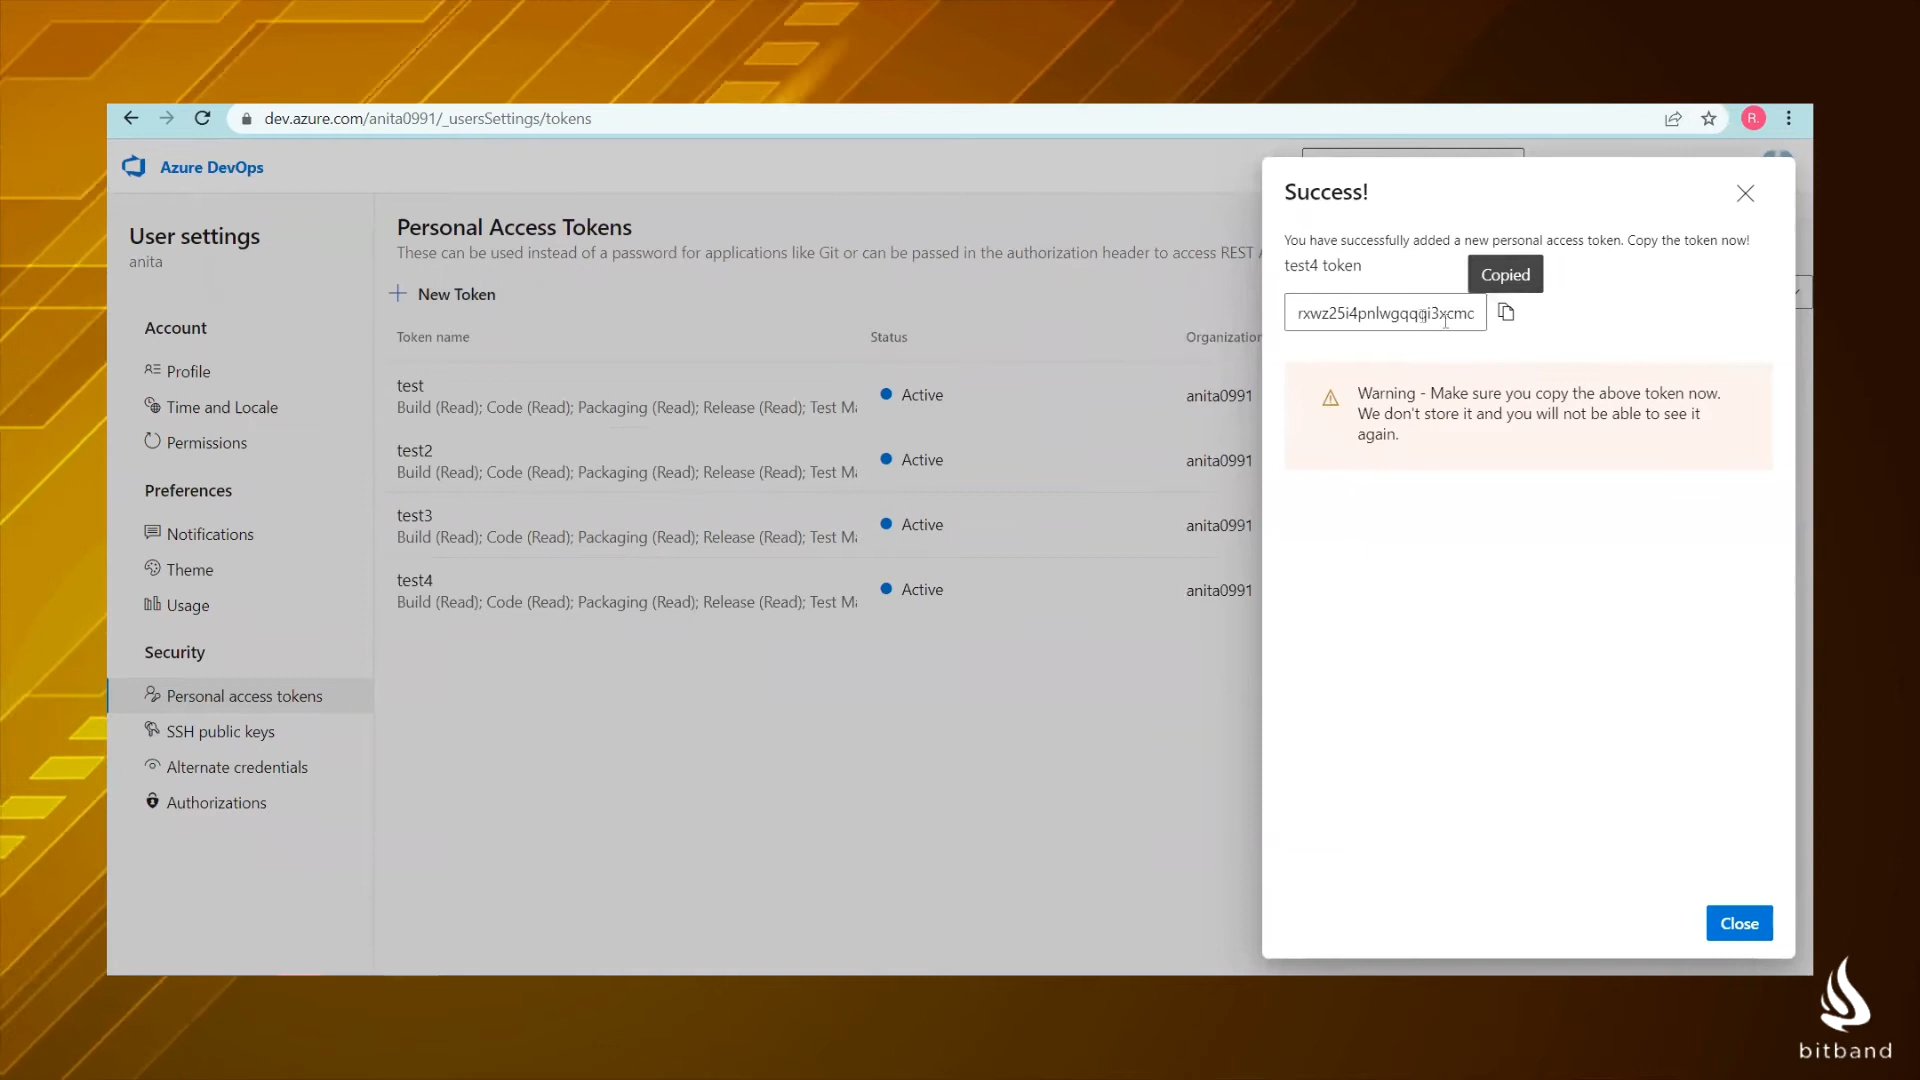 dev.azure.com/anita0991/_usersSettings/tokens
R.
Azure DevOps
User settings
anita
Account
Profile
Time and Locale
Permissions
Preferences
Notifications
Theme
Usage
Security
Personal access tokens
SSH public keys
Alternate credentials
Authorizations
Personal Access Tokens
These can be used instead of a password for applications like Git or can be passed in the authorization header to access REST
New Token
Token name Status Organization
test
Build (Read); Code (Read); Packaging (Read); Release (Read); Test Ma
Active anita0991
test2
Build (Read); Code (Read); Packaging (Read); Release (Read); Test Ma
Active anita0991
test3
Build (Read); Code (Read); Packaging (Read); Release (Read); Test Ma
Active anita0991
test4
Build (Read); Code (Read); Packaging (Read); Release (Read); Test Ma
Active anita0991
Success!
You have successfully added a new personal access token. Copy the token now!
test4 token
Copied
Warning - Make sure you copy the above token now.
We don't store it and you will not be able to see it
again.
Close
bitband